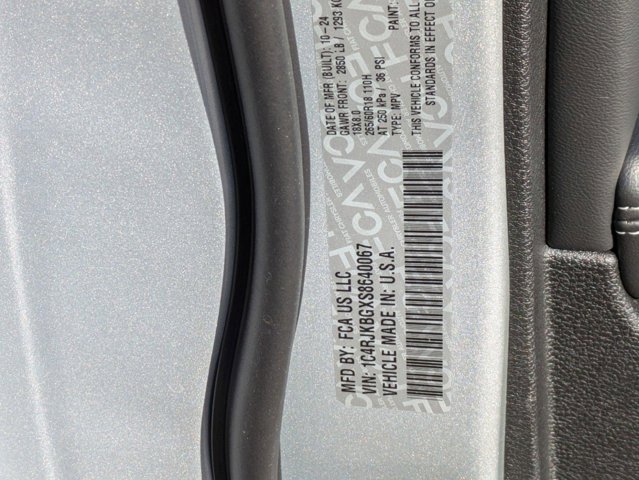 MFD BY: FCA US LLC
VIN: 1C4RJKBGXS8640067
VEHICLE MADE IN: U.S.A.
DATE OF MFR (BUILT): 10-24
GAWR FRONT: 2850 LB / 1293 KG
18X8.0
265/60R18 110H
AT 250 kPa / 36 PSI
TYPE: MPV PAINT:
THIS VEHICLE CONFORMS TO ALL
STANDARDS IN EFFECT